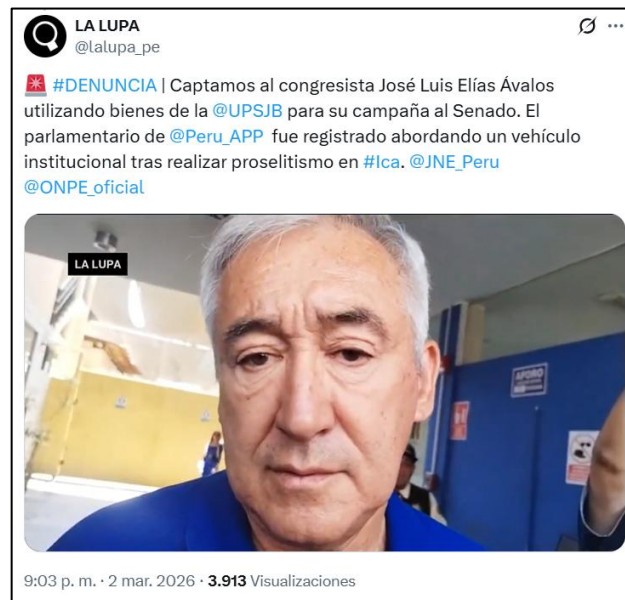 LA LUPA
@lalupa_pe
🚨 #DENUNCIA | Captamos al congresista José Luis Elías Ávalos
utilizando bienes de la @UPSJB para su campaña al Senado. El
parlamentario de @Peru_APP fue registrado abordando un vehículo
institucional tras realizar proselitismo en #Ica. @JNE_Peru
@ONPE_oficial
LA LUPA
AFORO
9:03 p. m. · 2 mar. 2026 · 3.913 Visualizaciones